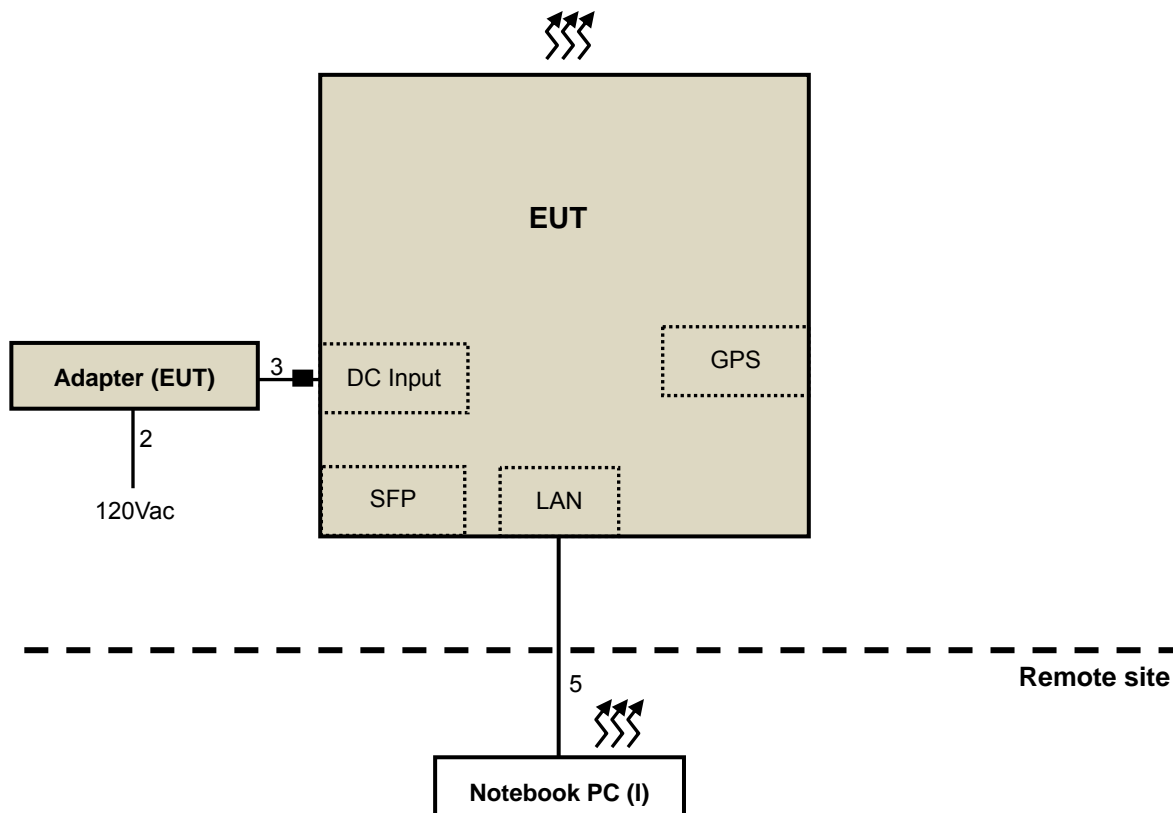 EUT
GPS
Adapter (EUT)
3
DC Input
2
120Vac
SFP
LAN
Remote site
5
Notebook PC (I)